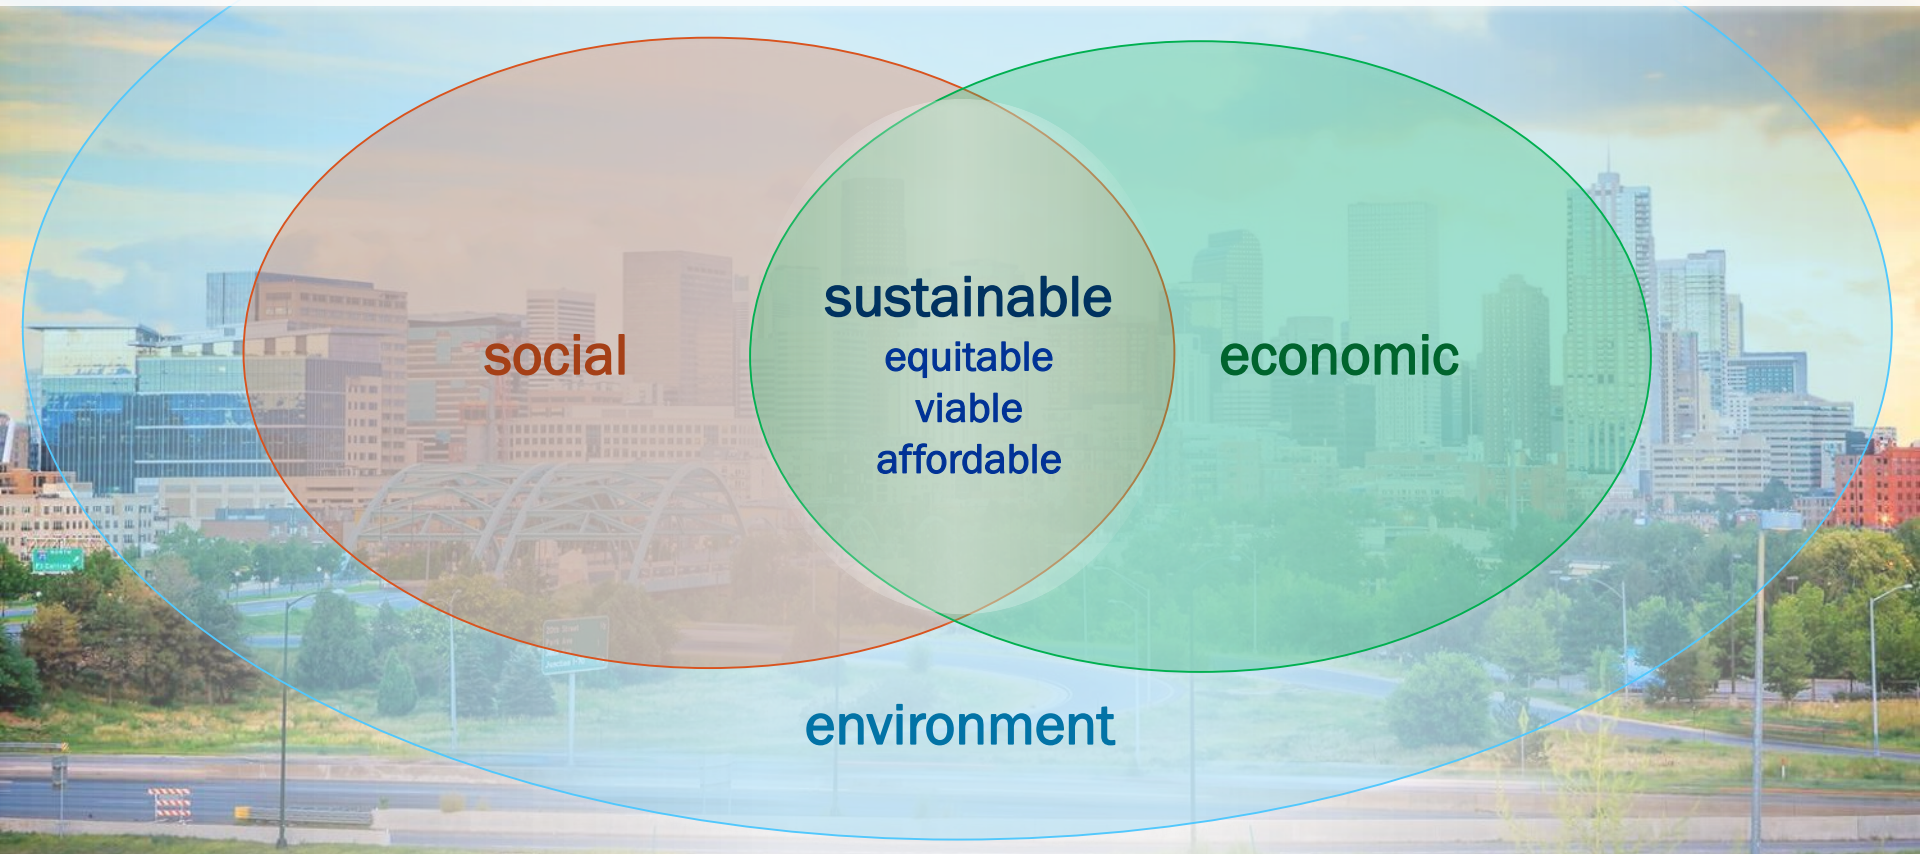 sustainable
social
equitable
economic
viable
affordable
environment